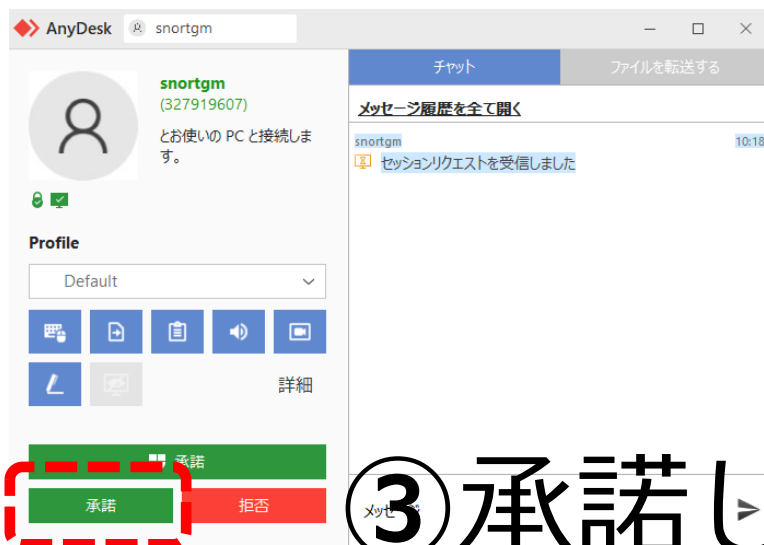 AnyDesk snortgm
チャット
ファイルを転送する
snortgm
(327919607)
とお使いの PC と接続しま
す。
メッセージ履歴を全て開く
snortgm 10:18
セッションリクエストを受信しました
Profile
Default
詳細
承諾
承諾
拒否
③承諾し